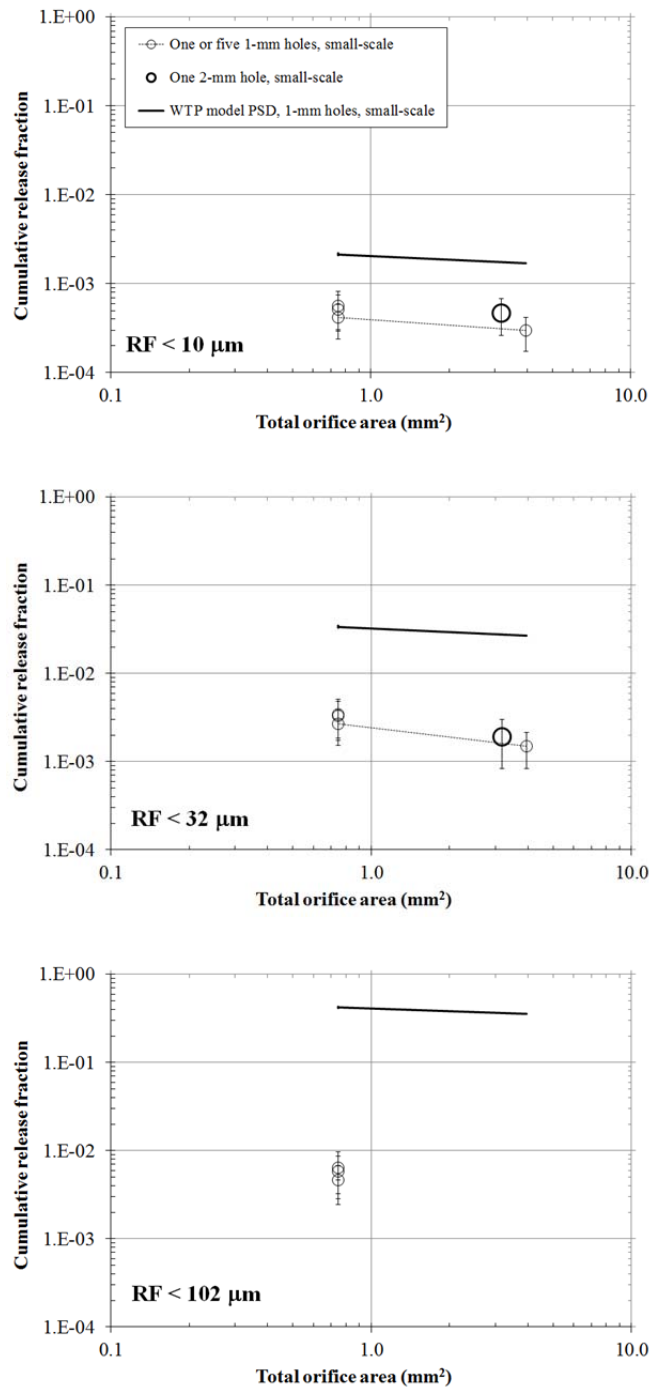 1.E+00
One or five 1-mm holes, small-scale
One 2-mm hole, small-scale
WTP model PSD, 1-mm holes, small-scale
1.E-01
1.E-02
1.E-03
1.E-04
Cumulative release fraction
RF < 10 μm
0.1 1.0 10.0
Total orifice area (mm²)
1.E+00
1.E-01
1.E-02
1.E-03
1.E-04
Cumulative release fraction
RF < 32 μm
0.1 1.0 10.0
Total orifice area (mm²)
1.E+00
1.E-01
1.E-02
1.E-03
1.E-04
Cumulative release fraction
RF < 102 μm
0.1 1.0 10.0
Total orifice area (mm²)